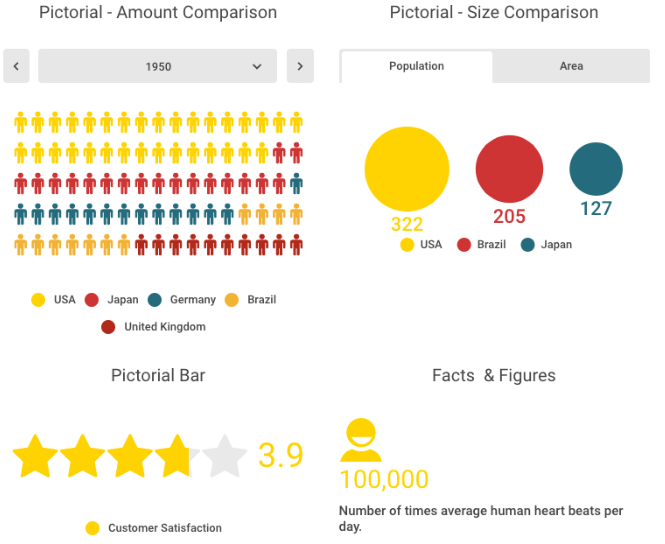 Pictorial - Amount Comparison
1950
USA Japan Germany Brazil
United Kingdom
Pictorial - Size Comparison
Population Area
322 205 127
USA Brazil Japan
Pictorial Bar
3.9
Customer Satisfaction
Facts & Figures
100,000
Number of times average human heart beats per
day.